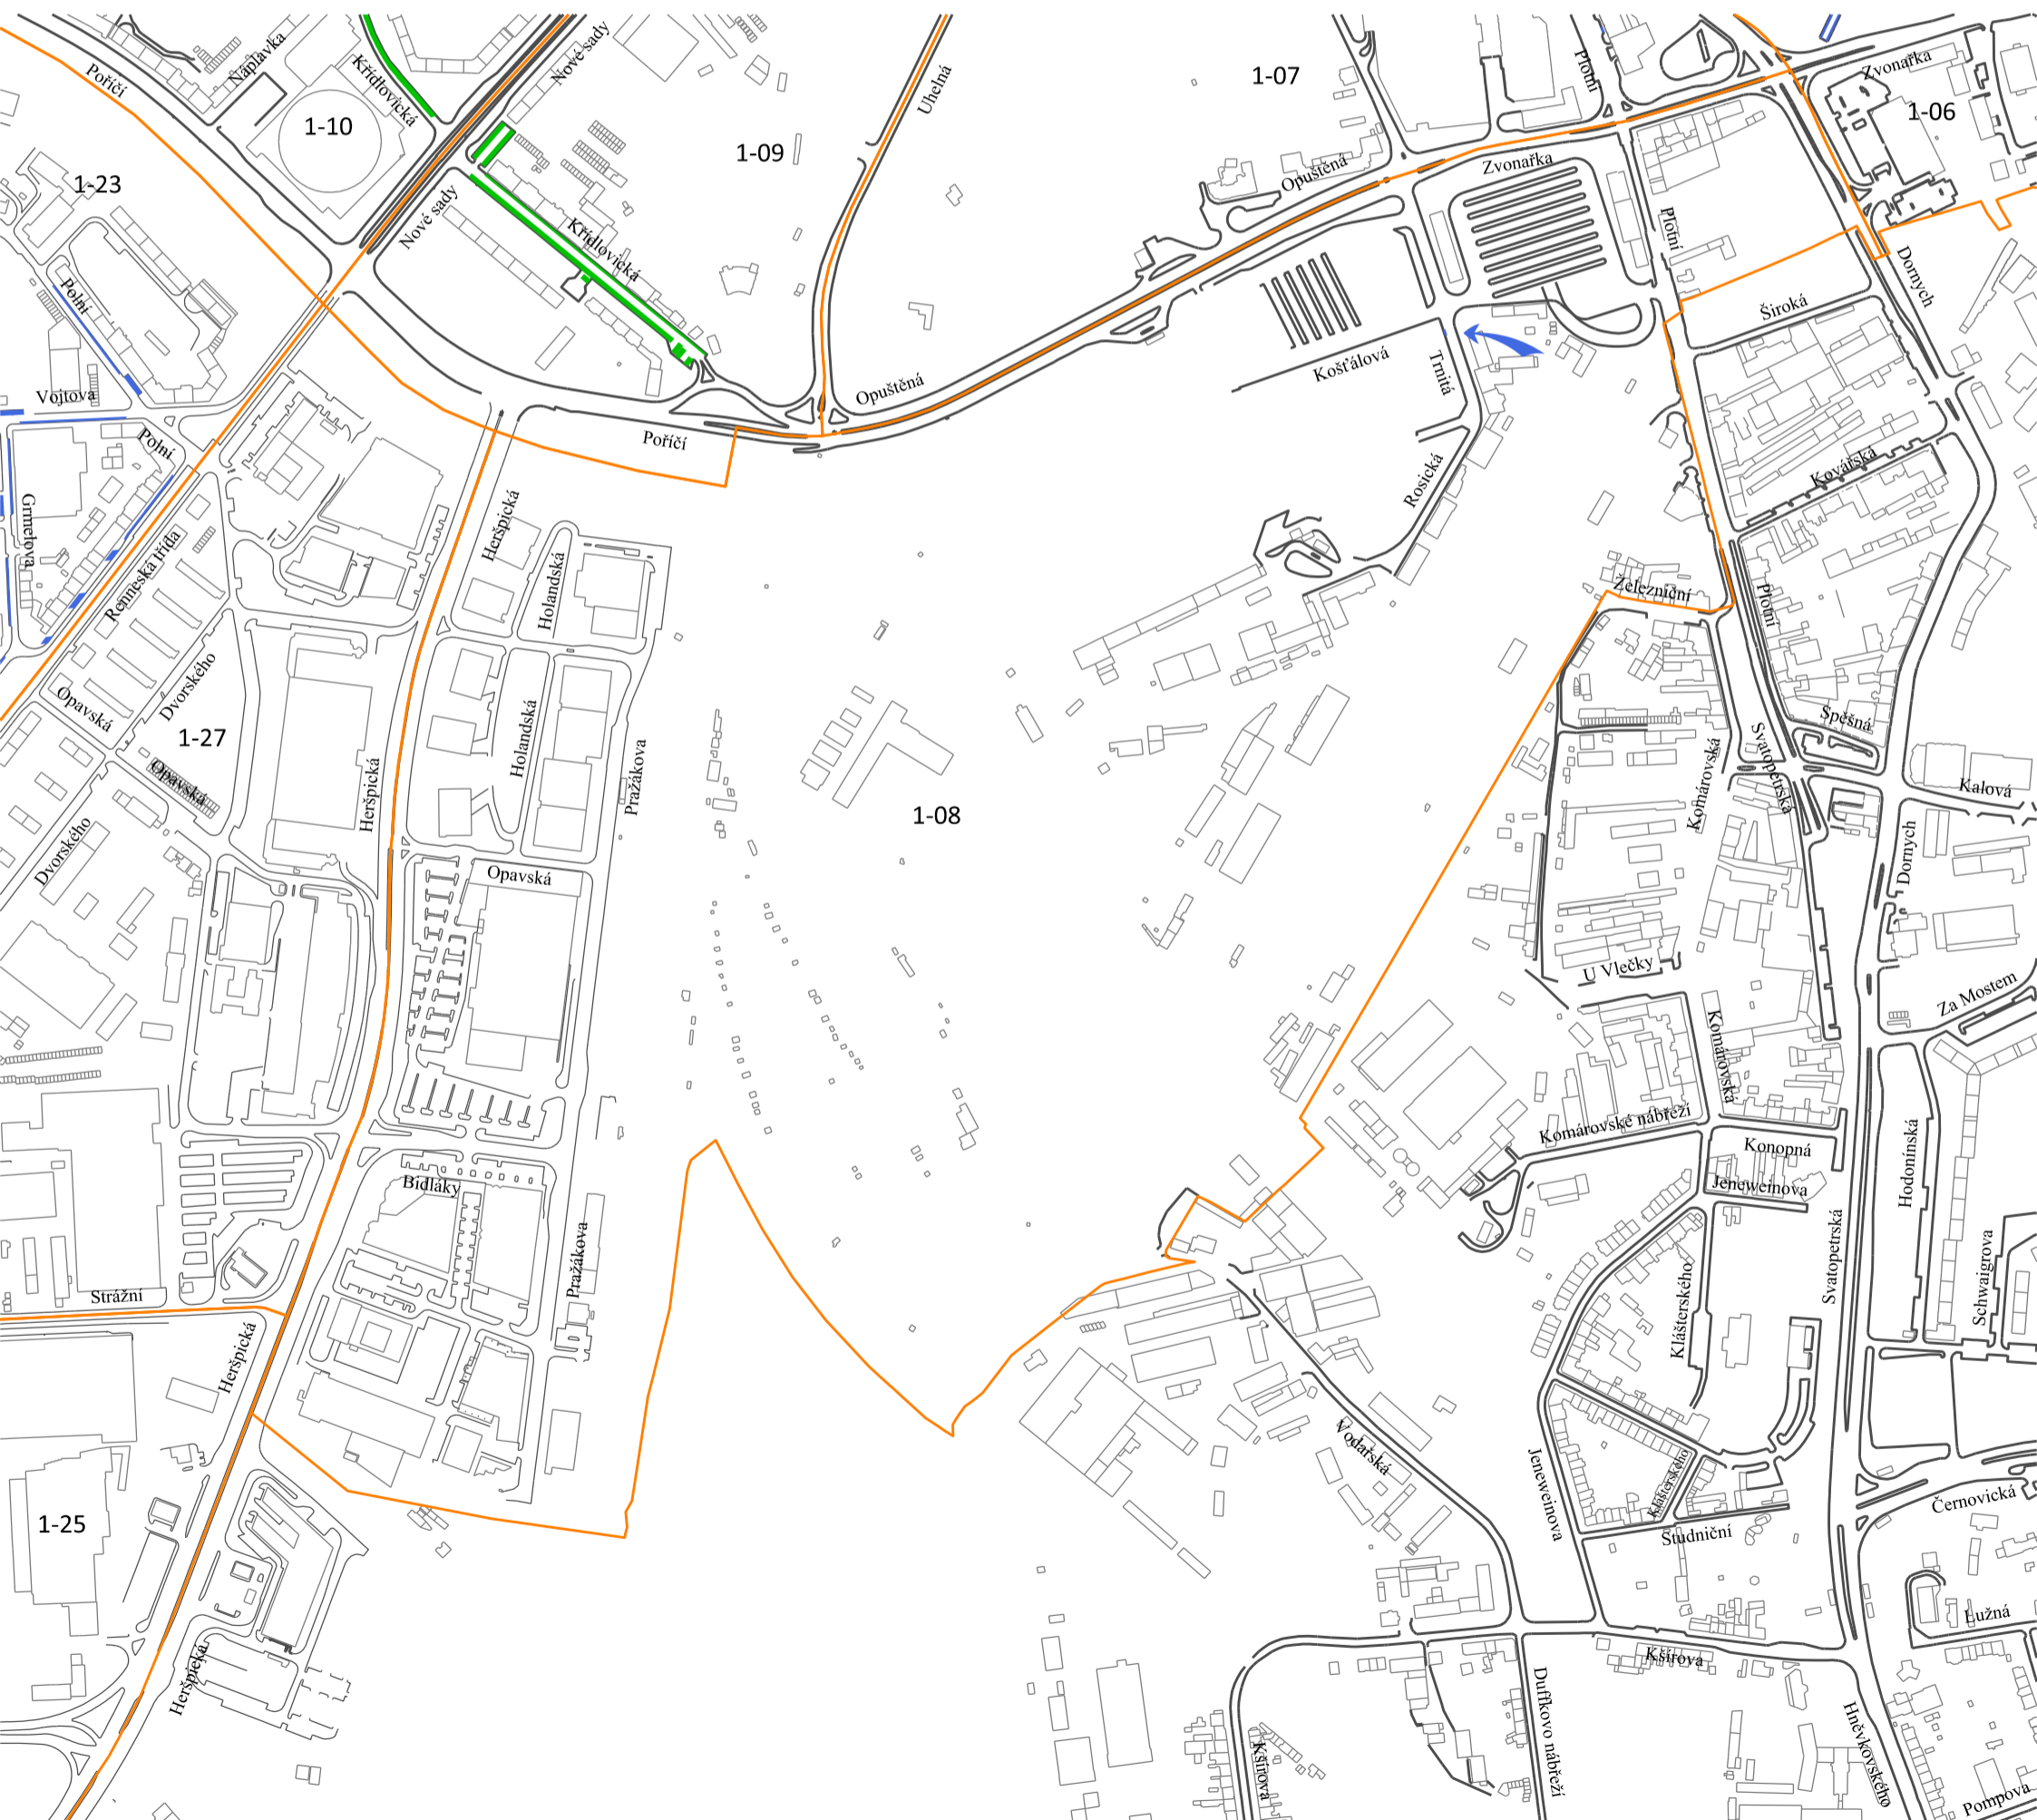 Nové sady
Náplavka
Poříčí
Křídlovická
Uhelná
1-07
Plotní
Zvonařka
1-06
1-10
1-09
1-23
Opuštěná
Zvonařka
Nové sady
Křídlovická
Plotní
Dornych
Polní
Široká
Košťálová
Trnitá
Vojtova
Opuštěná
Polní
Poříčí
Rosická
Kovářská
Grmelova
Heršpická
Renneská třída
Holandská
Železniční
Plotní
Dvorského
Opavská
1-27
Holandská
Pražákova
Heršpická
Opavská
Komárovská
Svatopetrská
Spěšná
Kalová
1-08
Dvorského
Opavská
Dornych
U Vlečky
Za Mostem
Komárovská
Komárovské nábřeží
Konopná
Jeneweinova
Hodonínská
Bidláky
Pražákova
Svatopetrská
Schwaigrova
Klášterského
Strážní
Heršpická
Vodařská
Jeneweinova
Klášterského
Černovická
Studniční
1-25
Lužná
Heršpická
Kšírova
Kšírova
Duffkovo nábřeží
Hněvkovského
Pompova